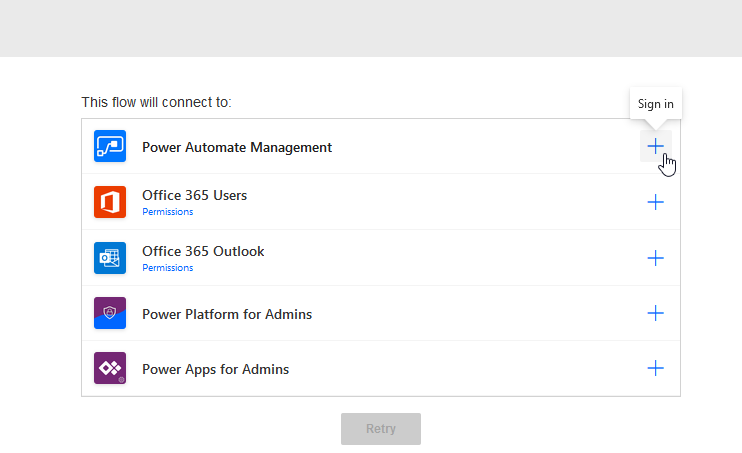 This flow will connect to:
Sign in
Power Automate Management
Office 365 Users
Permissions
Office 365 Outlook
Permissions
Power Platform for Admins
Power Apps for Admins
Retry